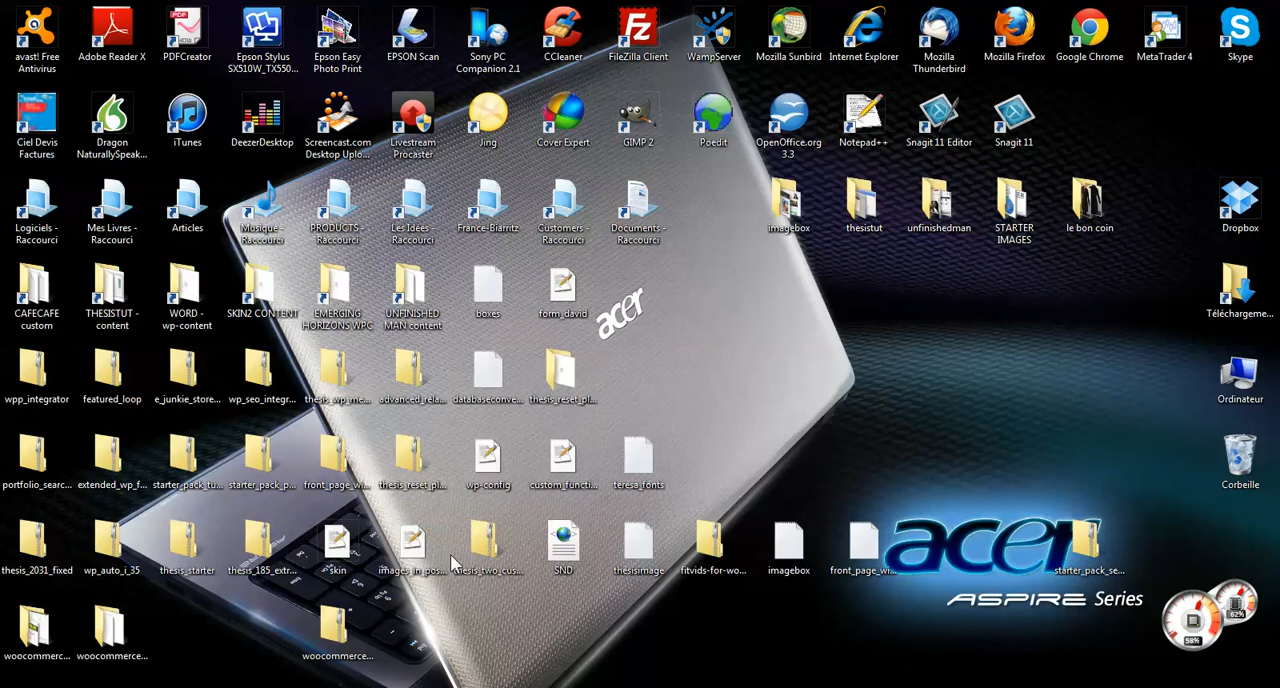 avast! Free
Antivirus
Adobe Reader X
PDFCreator
Epson Stylus
SX510W_TX550...
Epson Easy
Photo Print
EPSON Scan
Sony PC
Companion 2.1
CCleaner
FileZilla Client
WampServer
Mozilla Sunbird
Internet Explorer
Mozilla
Thunderbird
Mozilla Firefox
Google Chrome
MetaTrader 4
Skype
Ciel Devis
Factures
Dragon
NaturallySpeak...
iTunes
DeezerDesktop
Screencast.com
Desktop Uplo...
Livestream
Procaster
Jing
Cover Expert
GIMP 2
Poedit
OpenOffice.org
3.3
Notepad++
Snagit 11 Editor
Snagit 11
Logiciels -
Raccourci
Mes Livres -
Raccourci
Articles
Musique -
Raccourci
PRODUCTS -
Raccourci
Les Idées -
Raccourci
France-Biarritz
Customers -
Raccourci
Documents -
Raccourci
imagebox
thesistut
unfinishedman
STARTER
IMAGES
le bon coin
Dropbox
CAFECAFE
custom
THESISTUT -
content
WORD -
wp-content
SKIN2 CONTENT
EMERGING
HORIZONS WPC
UNFINISHED
MAN content
boxes
form_david
acer
Téléchargeme...
wpp_integrator
featured_loop
e_junkie_store...
wp_seo_integr...
thesis_wp_me...
advanced_rela...
databaseconve...
thesis_reset_pl...
Ordinateur
portfolio_searc...
extended_wp_f...
starter_pack_tu...
starter_pack_p...
front_page_wi...
thesis_reset_pl...
wp-config
custom_functi...
teresa_fonts
Corbeille
thesis_2031_fixed
wp_auto_i_35
thesis_starter
thesis_185_extr...
skin
images_in_pos...
thesis_two_cus...
SND
thesisimage
fitvids-for-wo...
imagebox
front_page_wi...
acer
starter_pack_se...
ASPIRE Series
58%
62%
woocommerc...
woocommerce...
woocommerce...